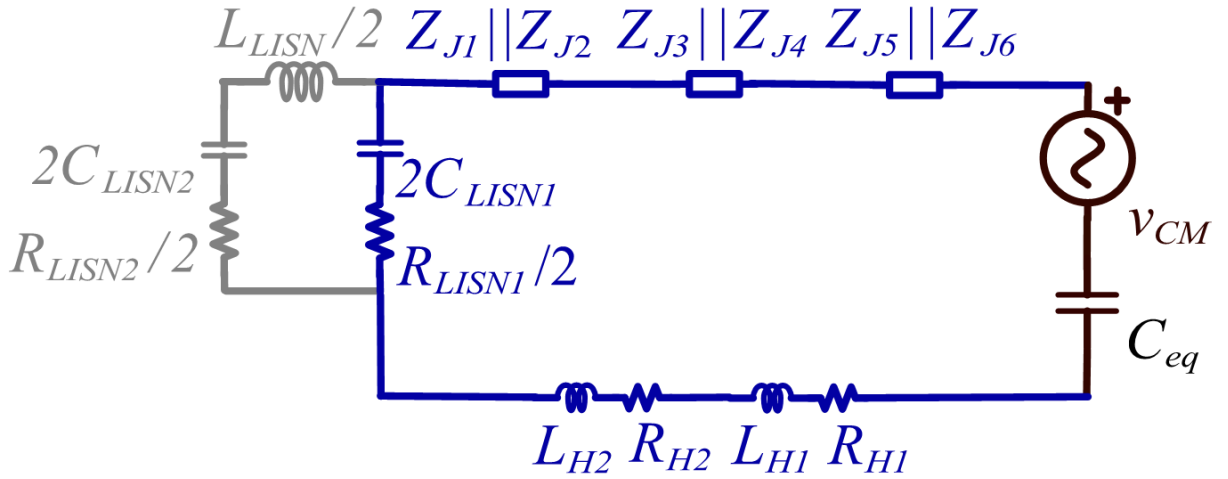 L_LISN/2
Z_J1||Z_J2
Z_J3||Z_J4
Z_J5||Z_J6
+
2C_LISN2
2C_LISN1
v_CM
R_LISN2/2
R_LISN1/2
C_eq
L_H2
R_H2
L_H1
R_H1